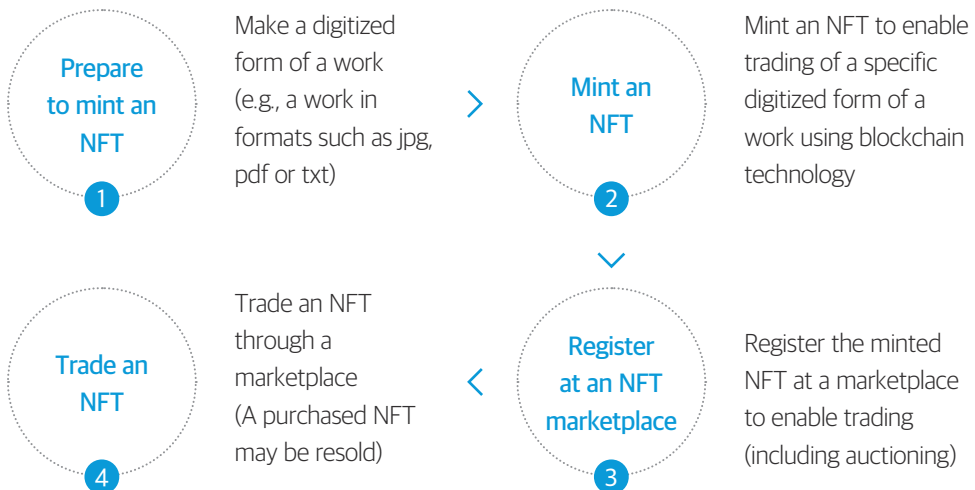 Prepare
to mint an
NFT
1
Make a digitized
form of a work
(e.g., a work in
formats such as jpg,
pdf or txt)
Mint an
NFT
2
Mint an NFT to enable
trading of a specific
digitized form of a
work using blockchain
technology
Register
at an NFT
marketplace
3
Register the minted
NFT at a marketplace
to enable trading
(including auctioning)
Trade an
NFT
4
Trade an NFT
through a
marketplace
(A purchased NFT
may be resold)